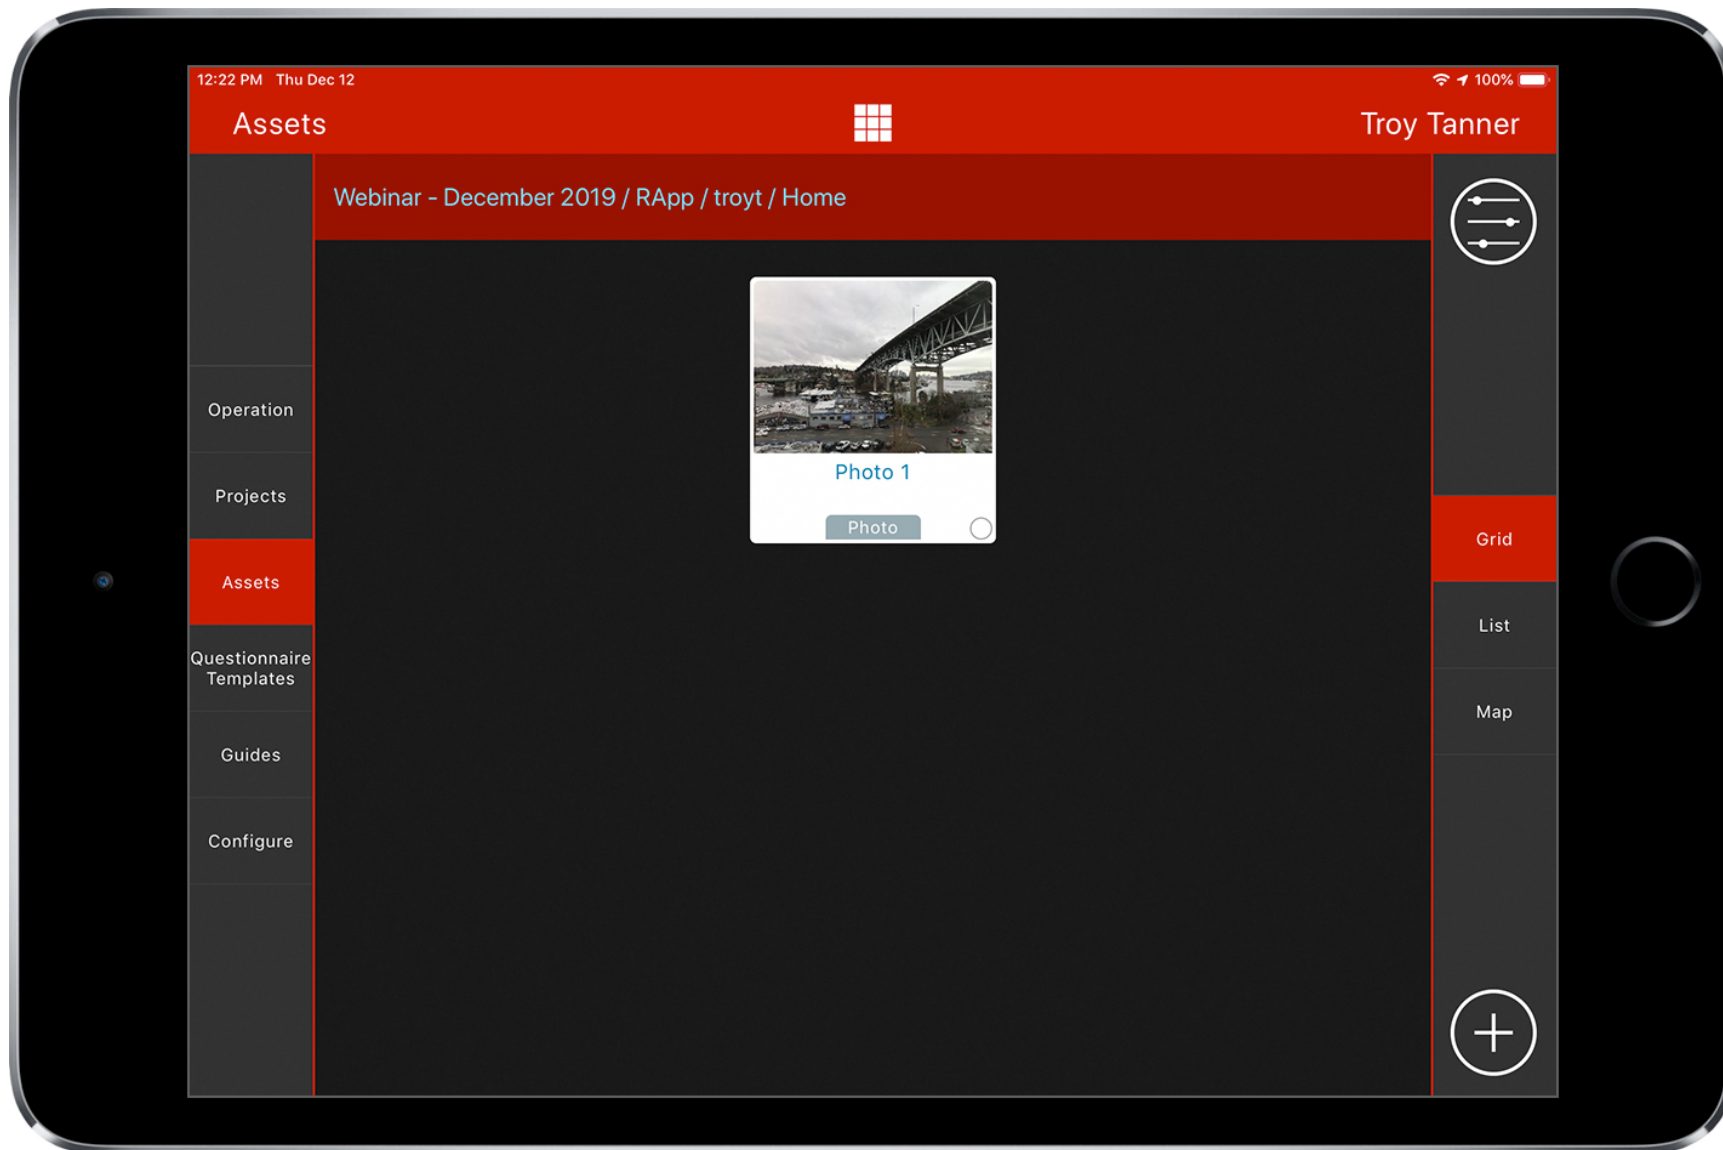 12:22 PM Thu Dec 12
100%
Assets
Troy Tanner
Webinar - December 2019 / RApp / troyt / Home
Operation
Projects
Assets
Questionnaire
Templates
Guides
Configure
Photo 1
Photo
Grid
List
Map